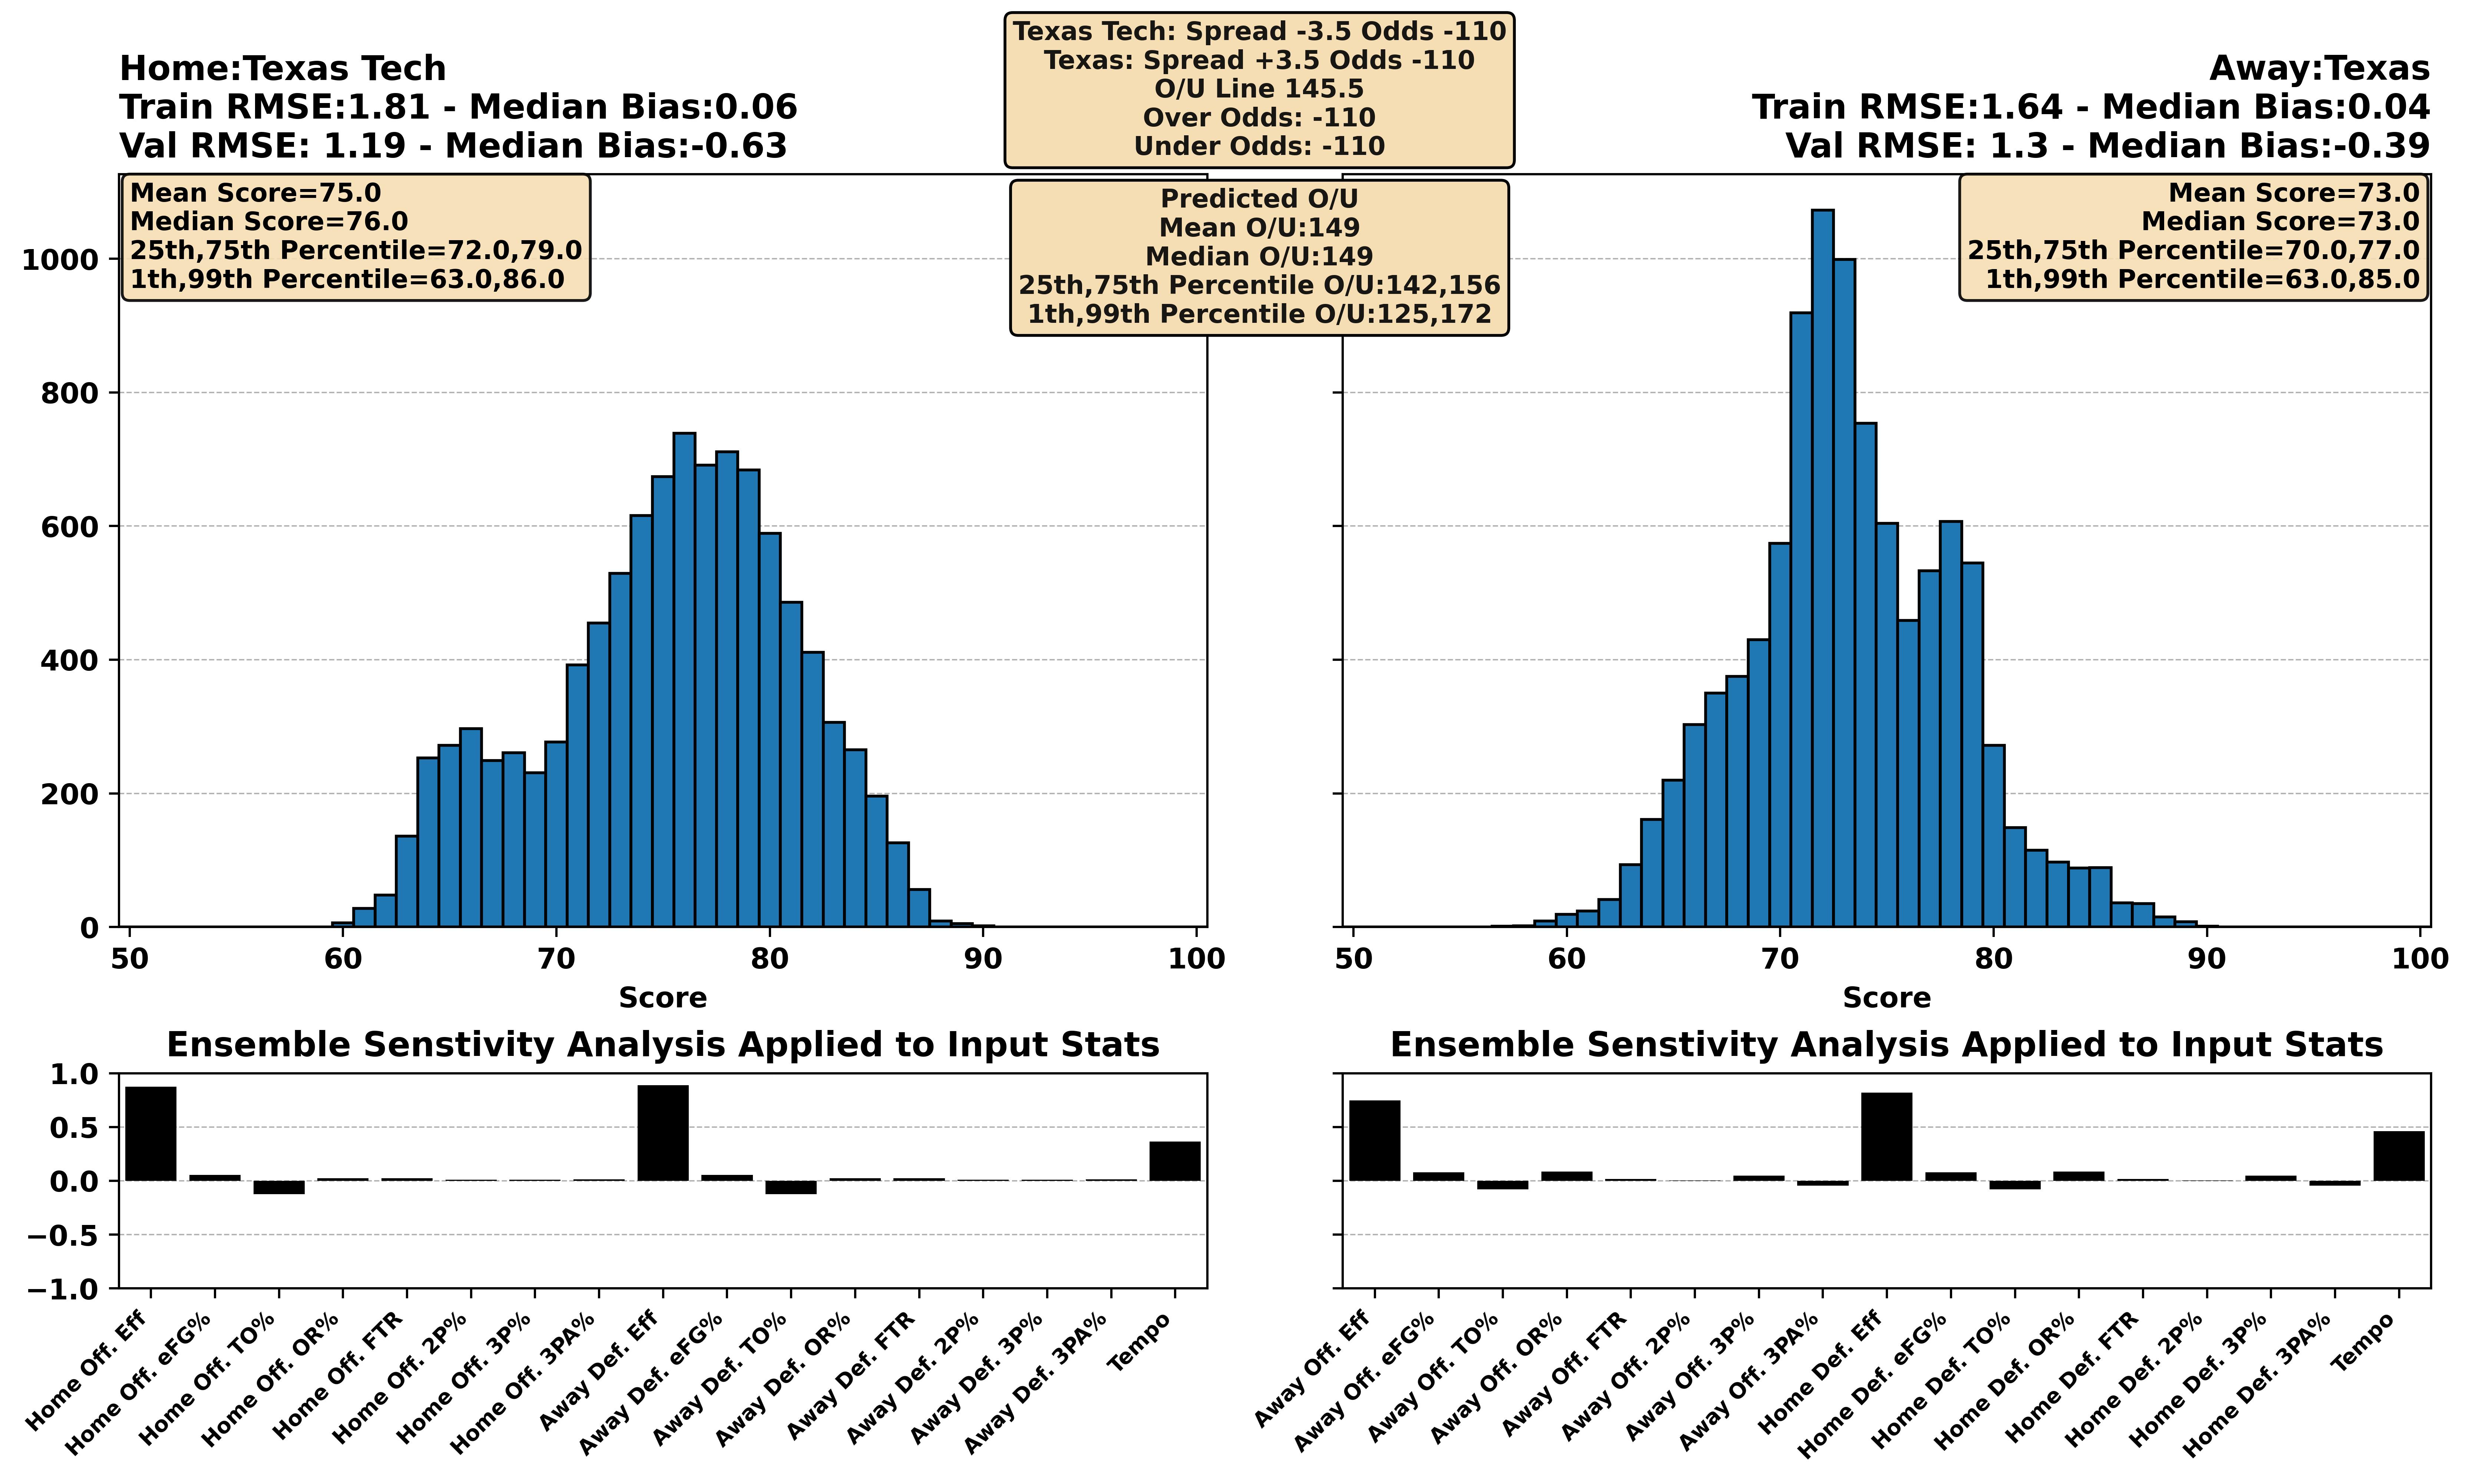 Texas Tech: Spread -3.5 Odds -110
Texas: Spread +3.5 Odds -110
O/U Line 145.5
Over Odds: -110
Under Odds: -110
Home:Texas Tech
Train RMSE:1.81 - Median Bias:0.06
Val RMSE: 1.19 - Median Bias:-0.63
Away:Texas
Train RMSE:1.64 - Median Bias:0.04
Val RMSE: 1.3 - Median Bias:-0.39
Mean Score=75.0
Median Score=76.0
25th,75th Percentile=72.0,79.0
1th,99th Percentile=63.0,86.0
Predicted O/U
Mean O/U:149
Median O/U:149
25th,75th Percentile O/U:142,156
1th,99th Percentile O/U:125,172
Mean Score=73.0
Median Score=73.0
25th,75th Percentile=70.0,77.0
1th,99th Percentile=63.0,85.0
1000
800
600
400
200
0
50 60 70 80 90 100
Score
50 60 70 80 90 100
Score
Ensemble Senstivity Analysis Applied to Input Stats
Ensemble Senstivity Analysis Applied to Input Stats
1.0
0.5
0.0
−0.5
−1.0
Home Off. Eff
Home Off. eFG%
Home Off. TO%
Home Off. OR%
Home Off. FTR
Home Off. 2P%
Home Off. 3P%
Home Off. 3PA%
Away Def. Eff
Away Def. eFG%
Away Def. TO%
Away Def. OR%
Away Def. FTR
Away Def. 2P%
Away Def. 3P%
Away Def. 3PA%
Tempo
Away Off. Eff
Away Off. eFG%
Away Off. TO%
Away Off. OR%
Away Off. FTR
Away Off. 2P%
Away Off. 3P%
Away Off. 3PA%
Home Def. Eff
Home Def. eFG%
Home Def. TO%
Home Def. OR%
Home Def. FTR
Home Def. 2P%
Home Def. 3P%
Home Def. 3PA%
Tempo